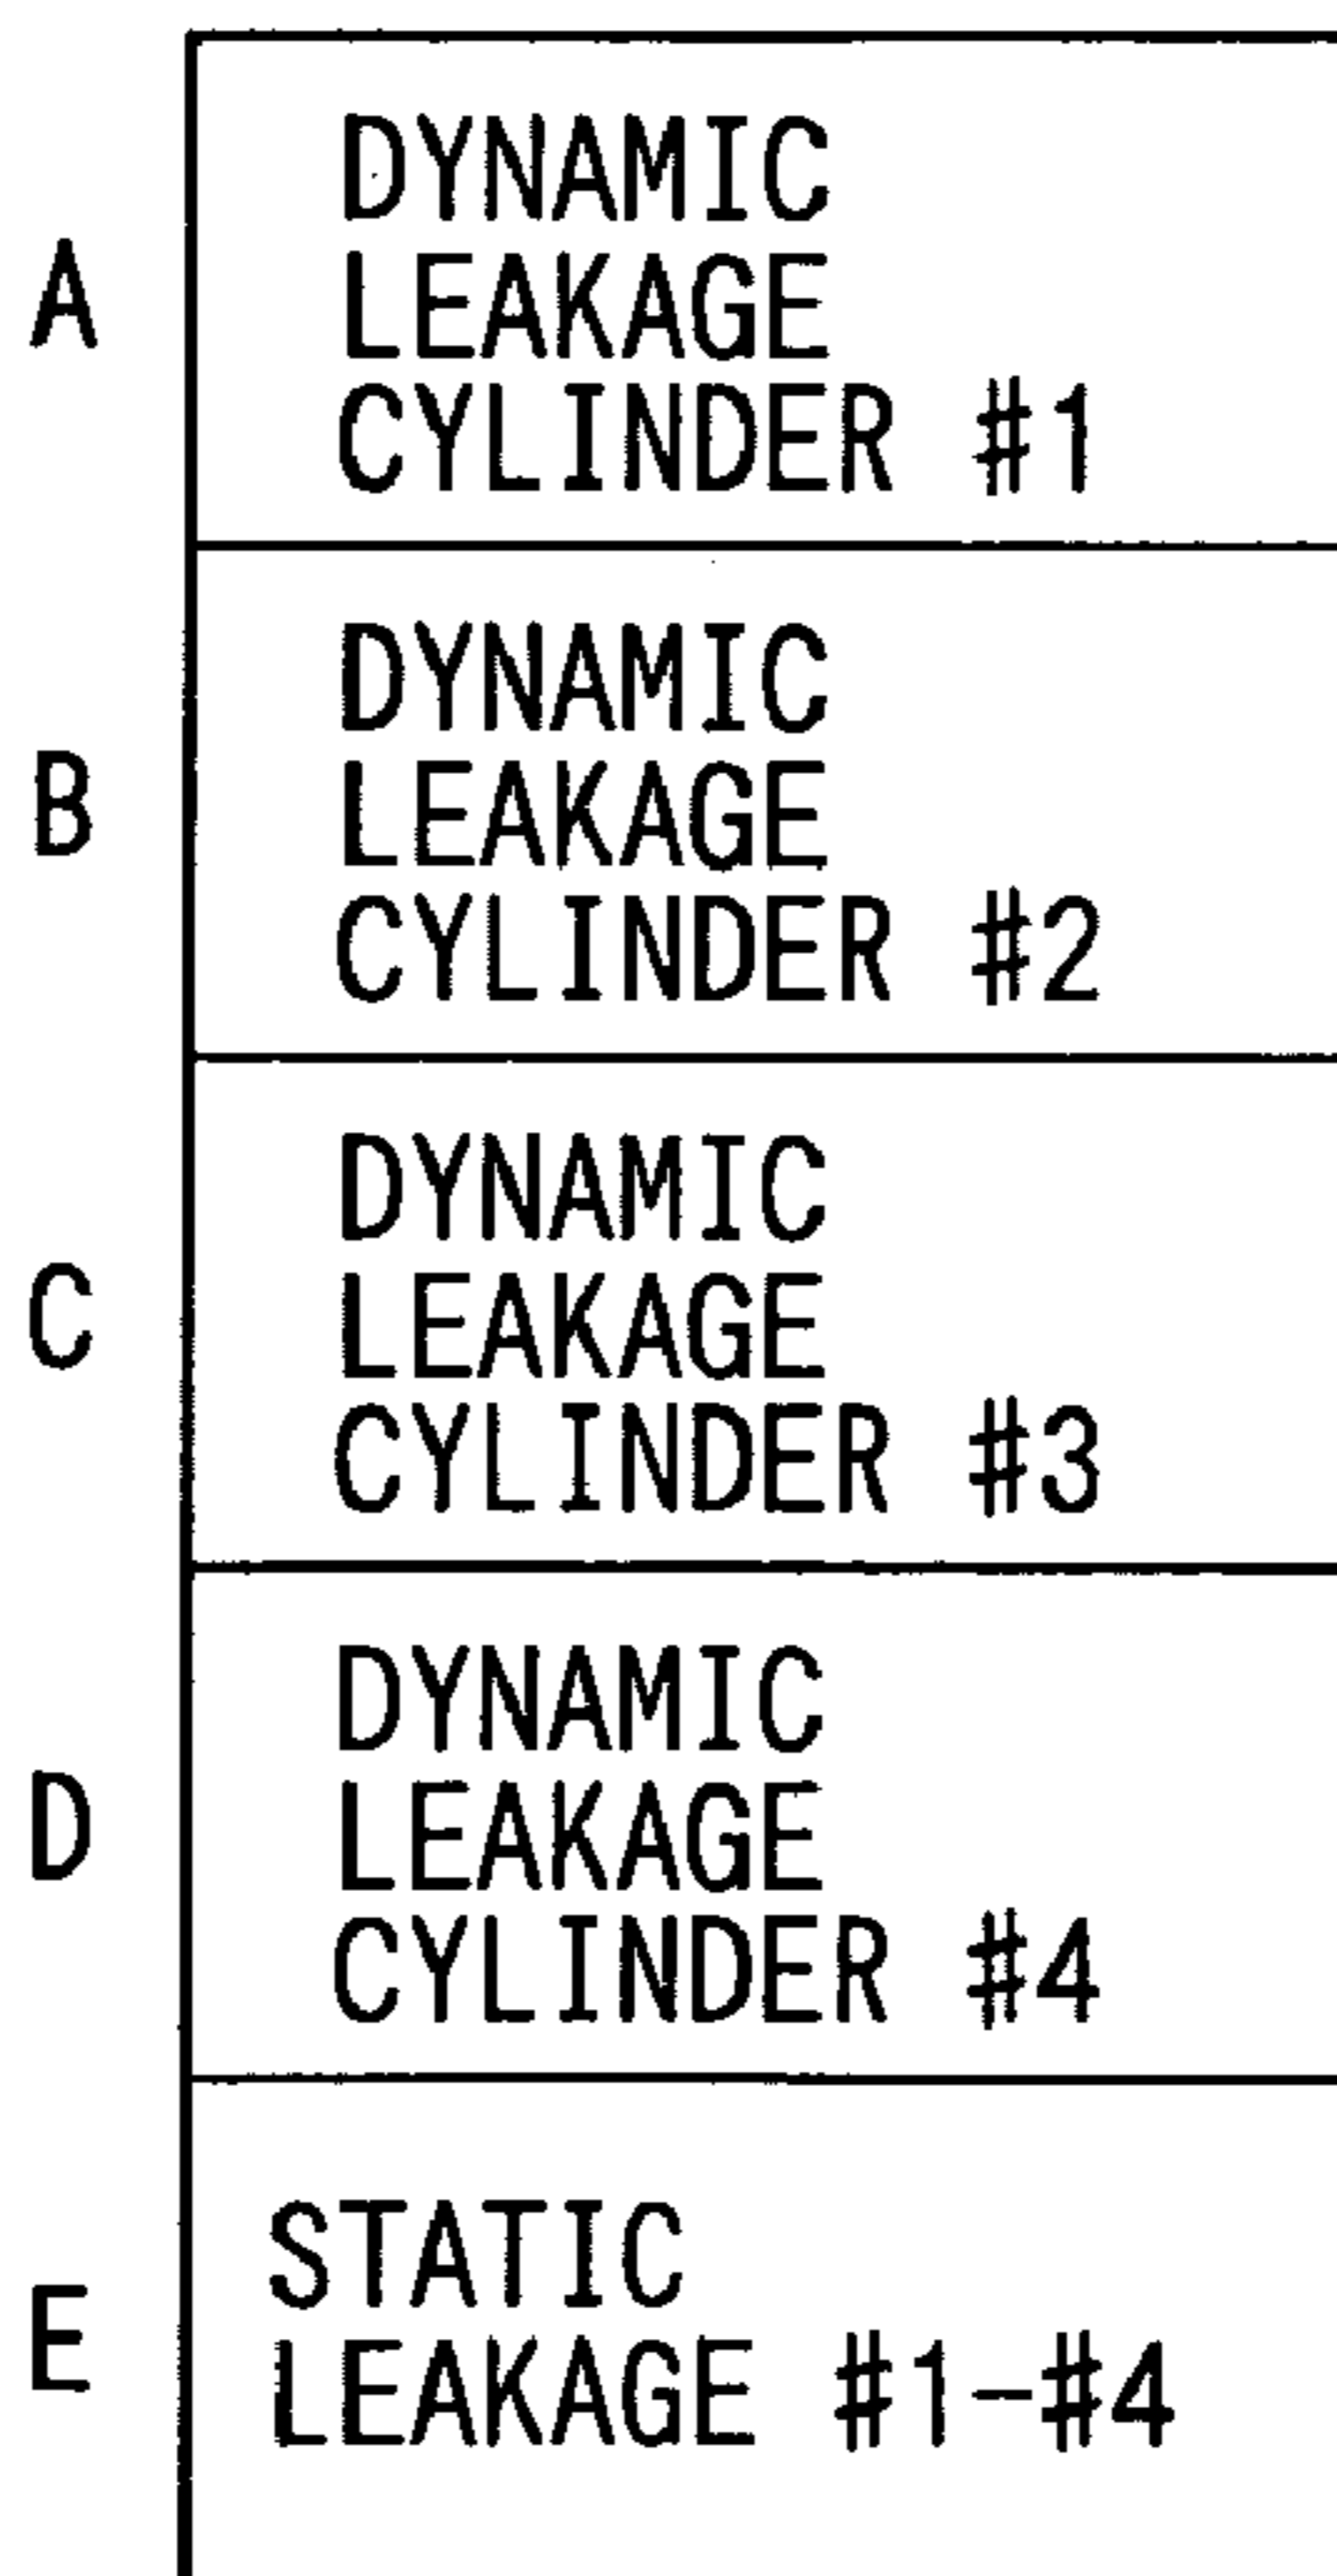 A
DYNAMIC
LEAKAGE
CYLINDER #1
B
DYNAMIC
LEAKAGE
CYLINDER #2
C
DYNAMIC
LEAKAGE
CYLINDER #3
D
DYNAMIC
LEAKAGE
CYLINDER #4
E
STATIC
LEAKAGE #1-#4